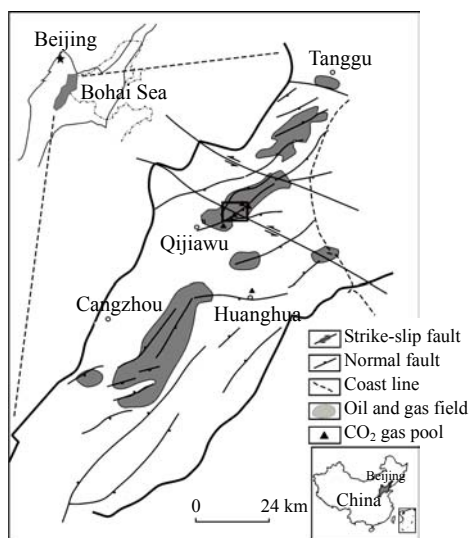 Beijing
Bohai Sea
Tanggu
Qijiawu
Cangzhou
Huanghua
Strike-slip fault
Normal fault
Coast line
Oil and gas field
CO₂ gas pool
0 24 km
Beijing
China